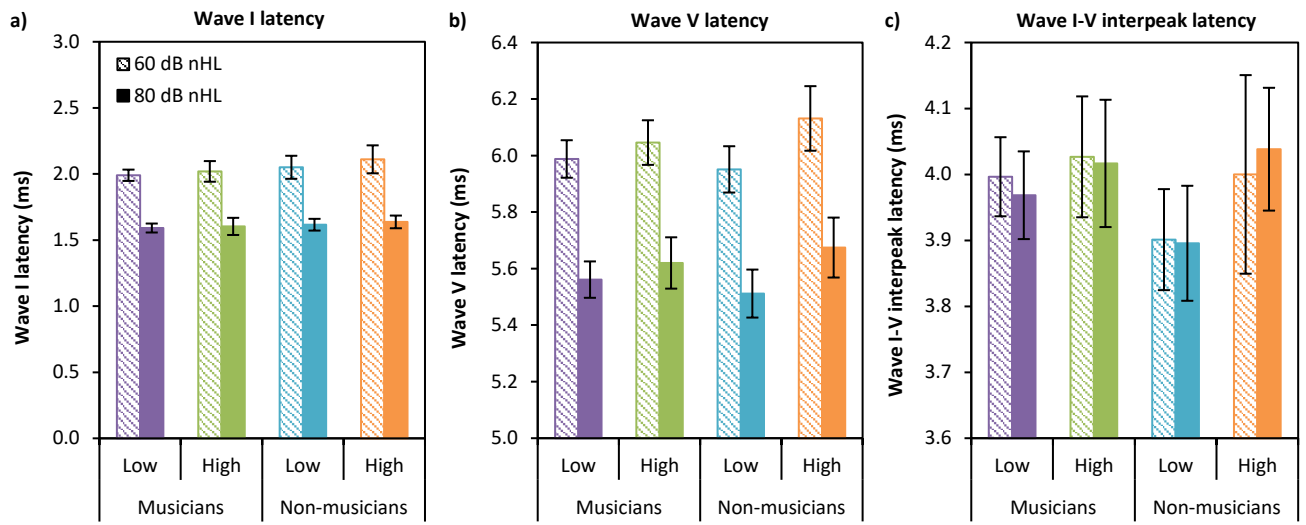 a) Wave I latency
Wave I latency (ms)
3.0
2.5
2.0
1.5
1.0
0.5
0.0
60 dB nHL
80 dB nHL
Low High Low High
Musicians Non-musicians
b) Wave V latency
Wave V latency (ms)
6.4
6.2
6.0
5.8
5.6
5.4
5.2
5.0
Low High Low High
Musicians Non-musicians
c) Wave I-V interpeak latency
Wave I-V interpeak latency (ms)
4.2
4.1
4.0
3.9
3.8
3.7
3.6
Low High Low High
Musicians Non-musicians